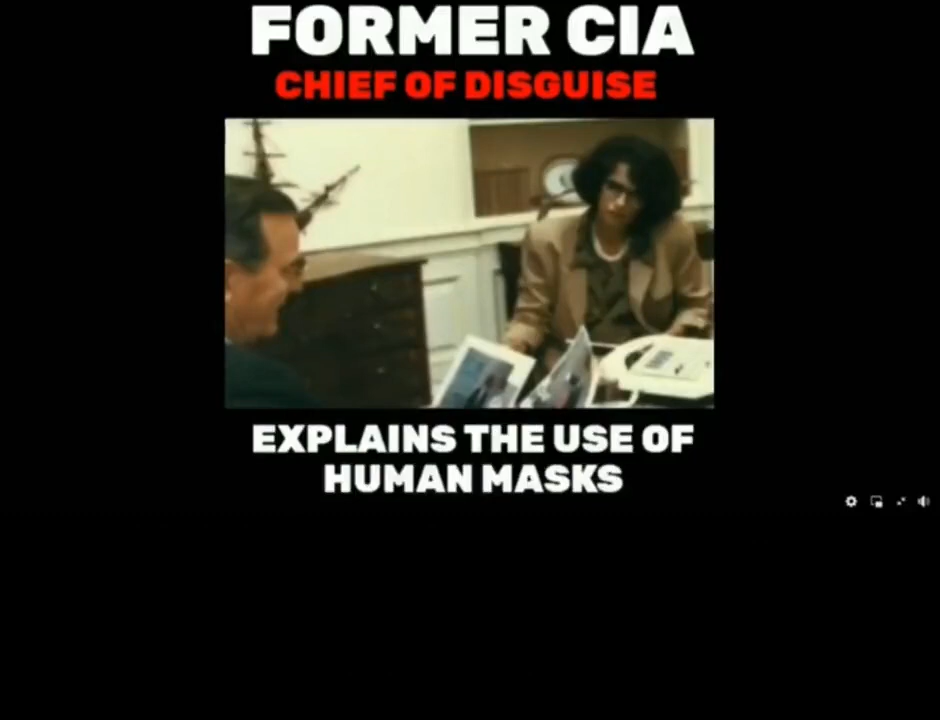 FORMER CIA
CHIEF OF DISGUISE
EXPLAINS THE USE OF
HUMAN MASKS